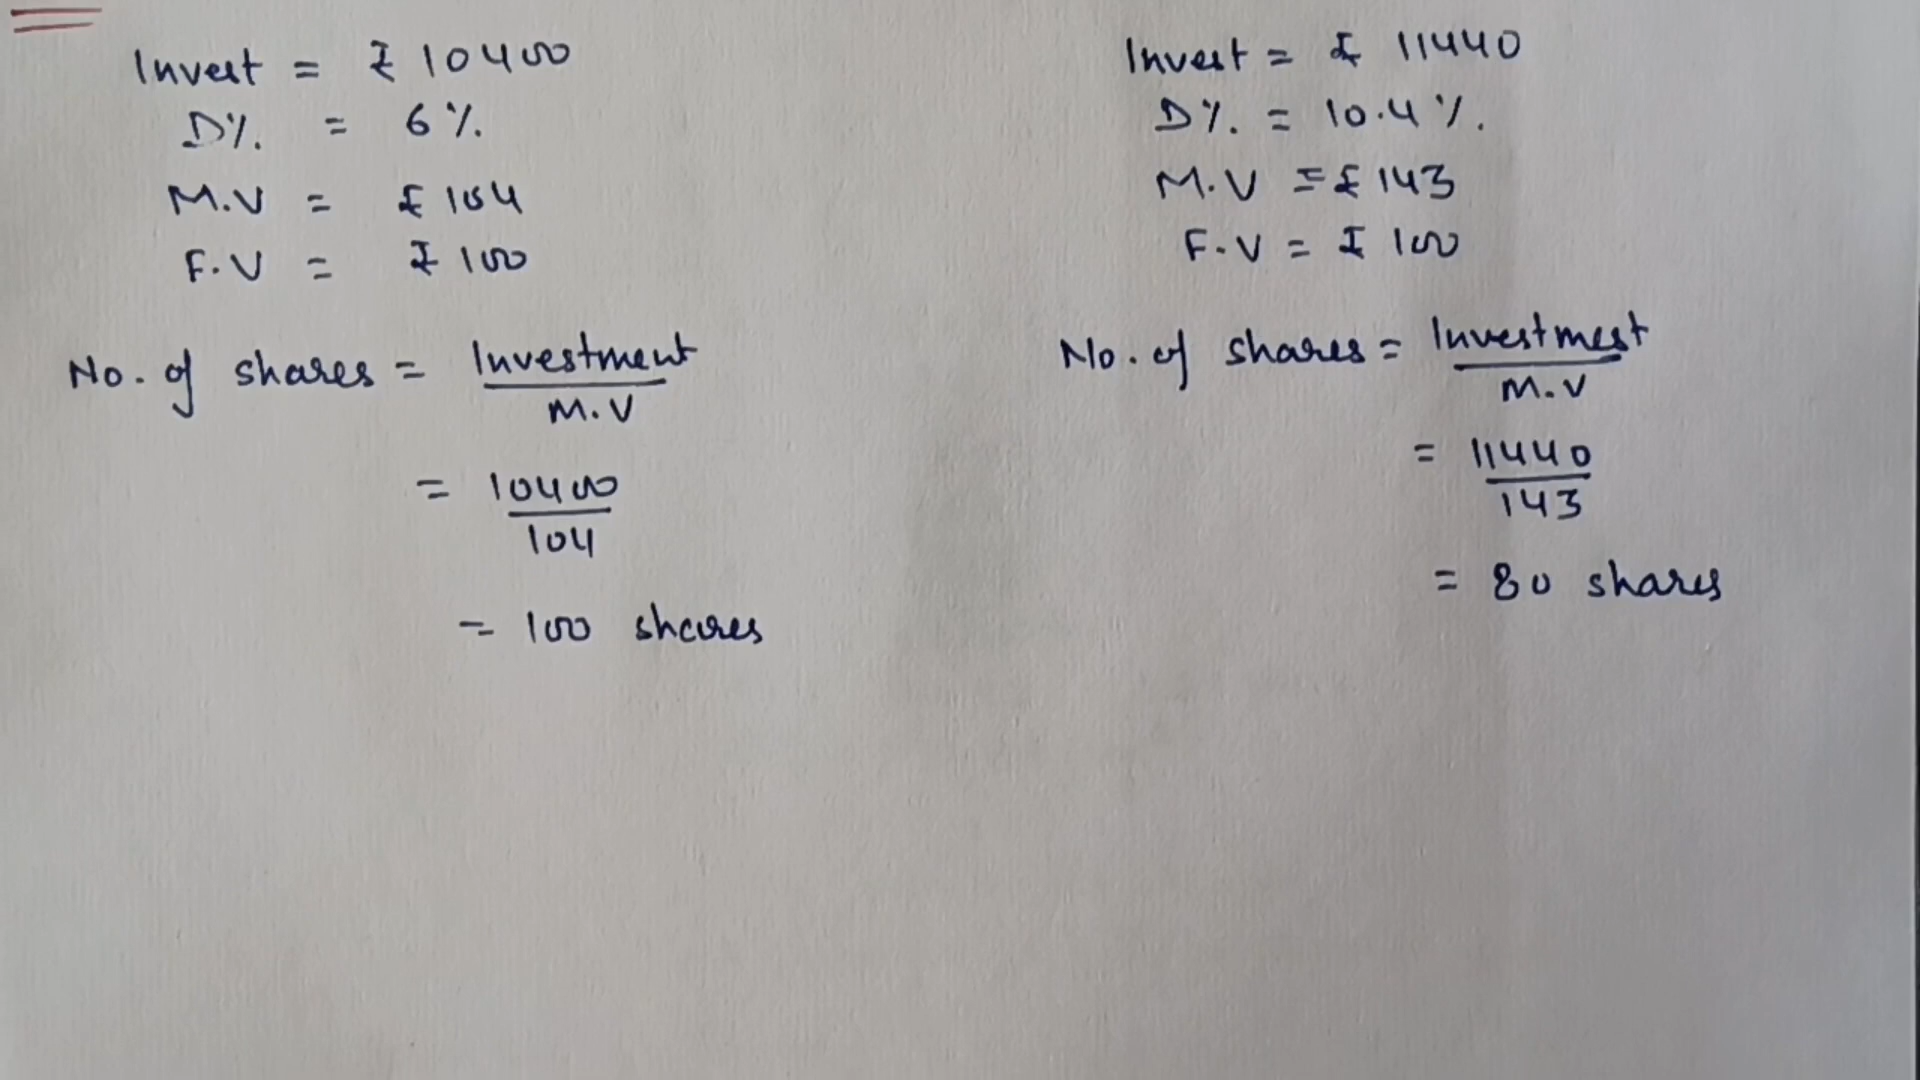 Invest = ₹ 10400
D%. = 6 %.
M.V = ₹ 104
F.V = ₹ 100
No. of shares = Investment
M.V
= 10400
104
= 100 shares
Invest = ₹ 11440
D%. = 10.4 %.
M.V = ₹ 143
F.V = ₹ 100
No. of shares = Investment
M.V
= 11440
143
= 80 shares